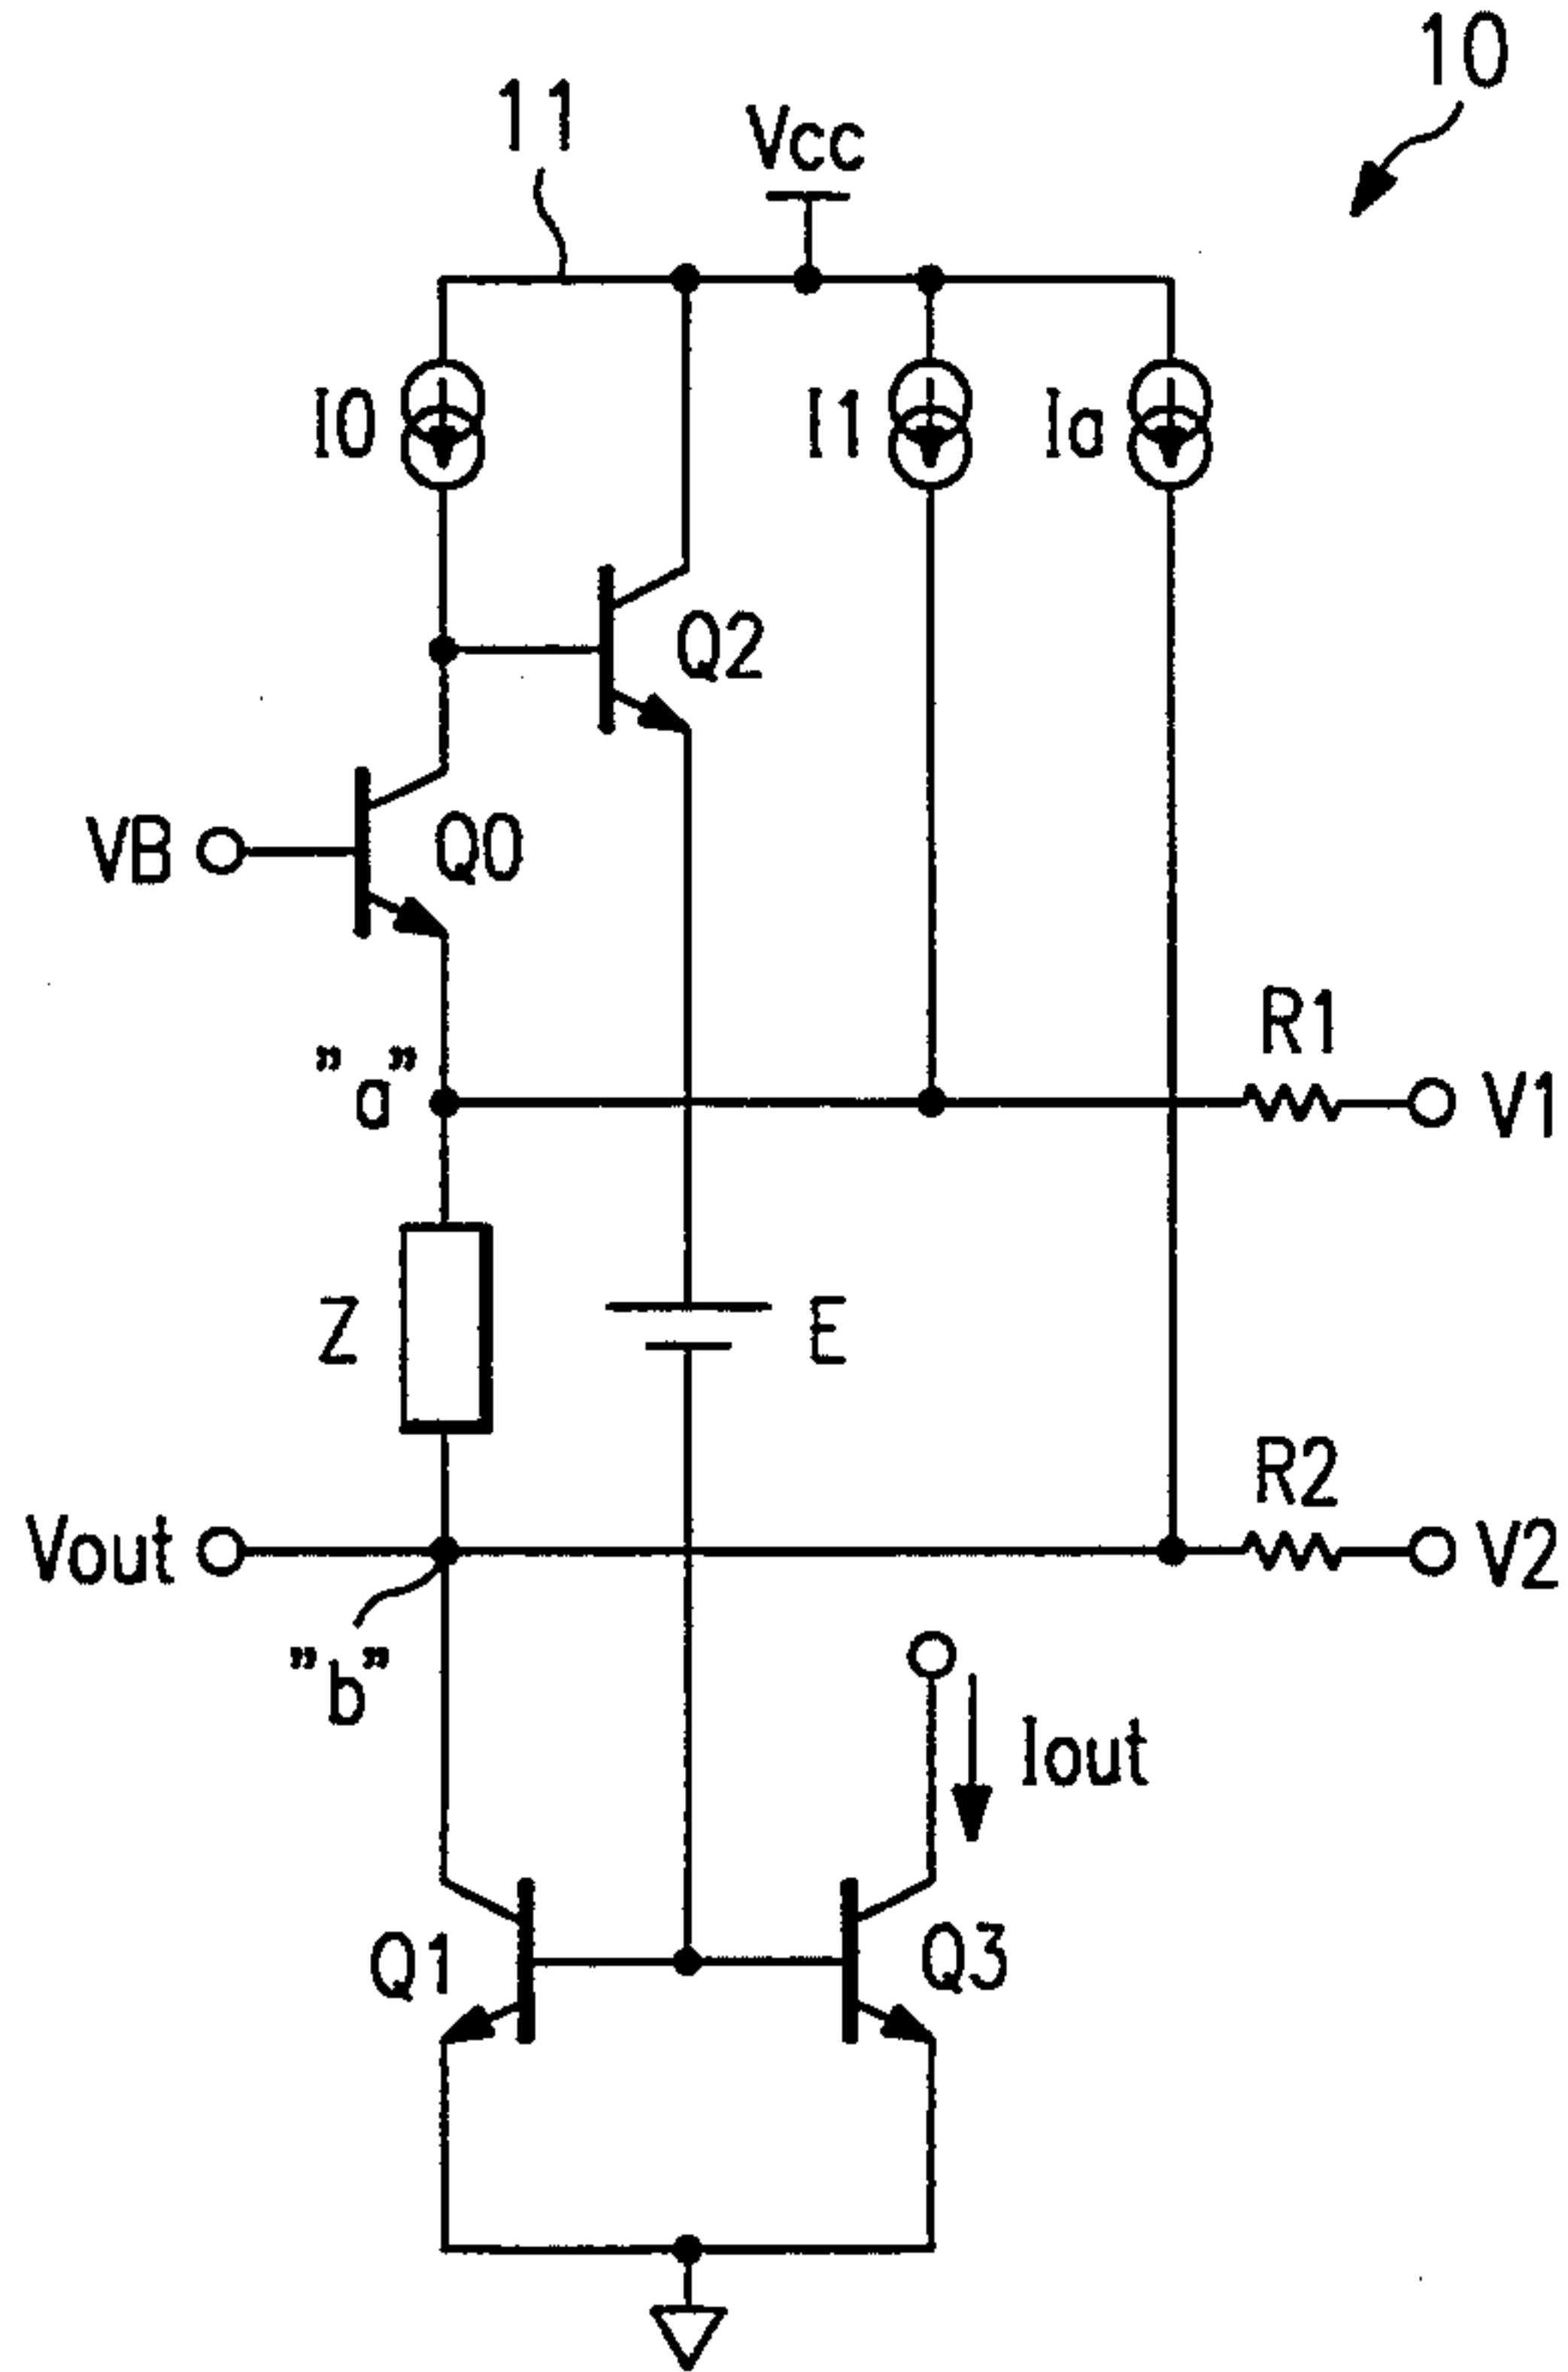 10
11
Vcc
I0
I1
Ia
Q2
VB
Q0
R1
"a"
V1
Z
E
R2
Vout
V2
"b"
Iout
Q1
Q3